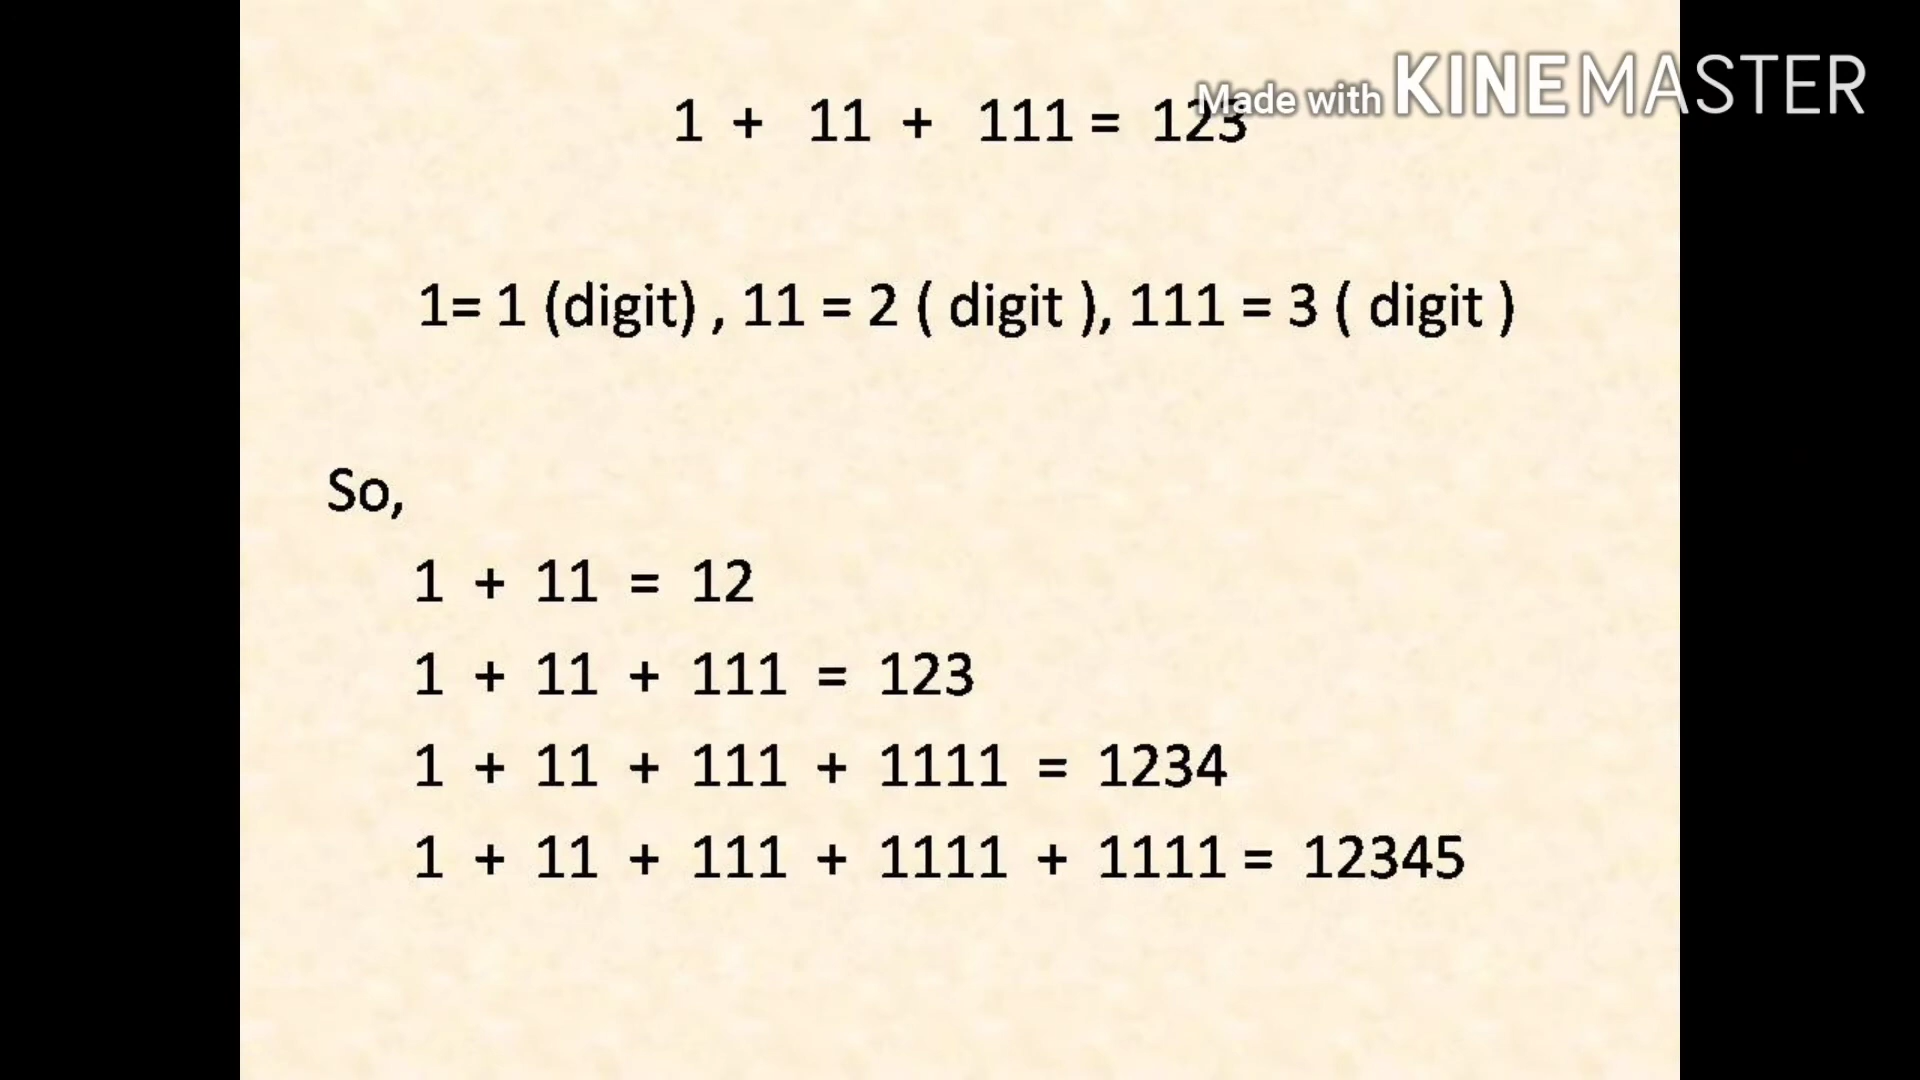 Made with KINEMASTER
1 + 11 + 111 = 123
1= 1 (digit) , 11 = 2 ( digit ), 111 = 3 ( digit )
So,
1 + 11 = 12
1 + 11 + 111 = 123
1 + 11 + 111 + 1111 = 1234
1 + 11 + 111 + 1111 + 1111 = 12345